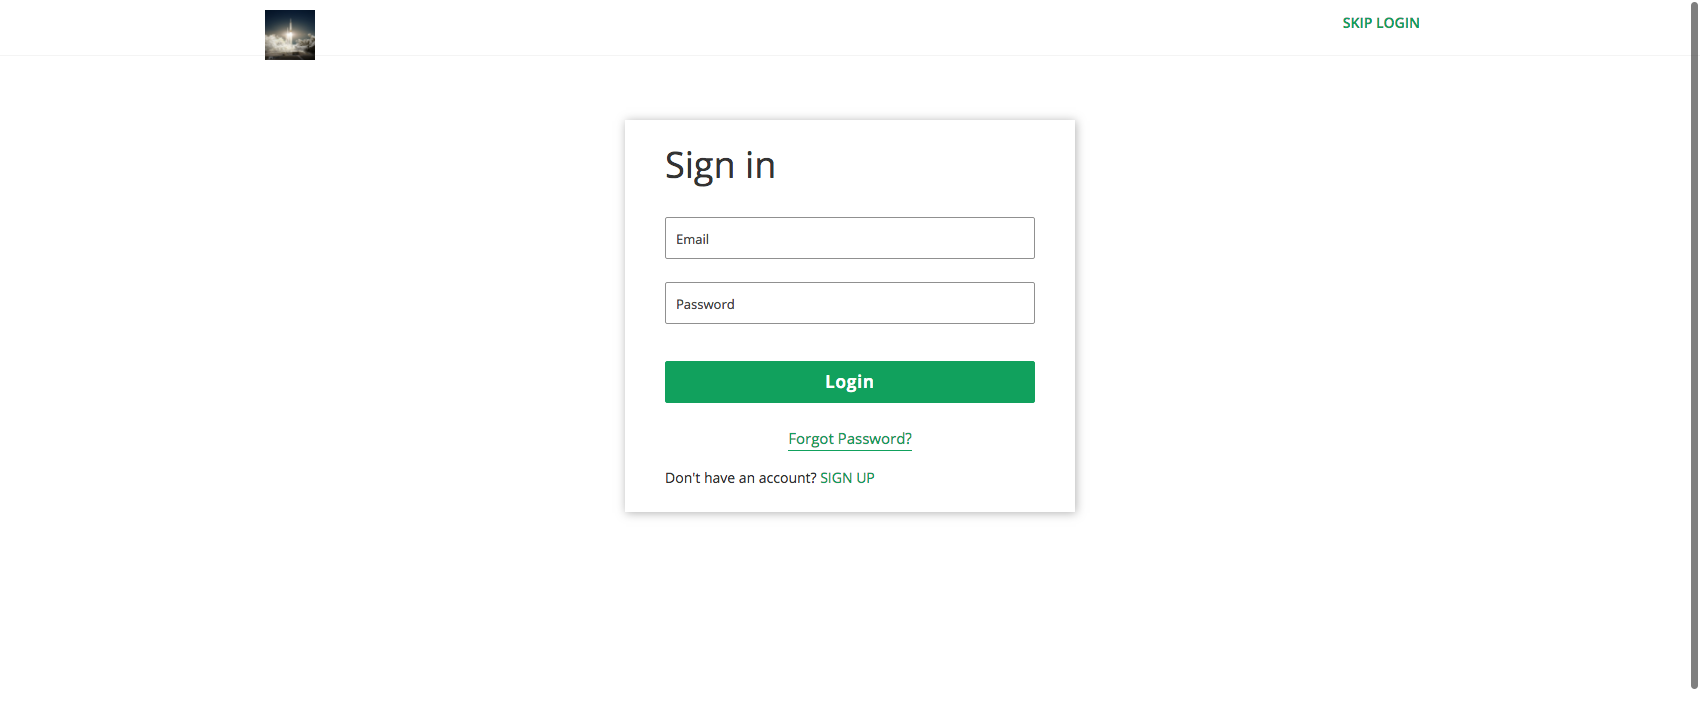 SKIP LOGIN
Sign in
Email
Password
Login
Forgot Password?
Don't have an account? SIGN UP